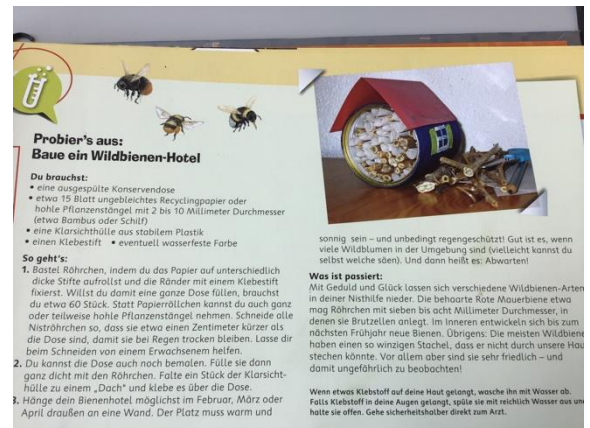 Probier's aus:
Baue ein Wildbienen-Hotel
Du brauchst:
• eine ausgespülte Konservendose
• etwa 15 Blatt ungebleichtes Recyclingpapier oder
hohle Pflanzenstängel mit 2 bis 10 Millimeter Durchmesser
(etwa Bambus oder Schilf)
• eine Klarsichthülle aus stabilem Plastik
• einen Klebestift • eventuell wasserfeste Farbe
So geht's:
1. Bastel Röhrchen, indem du das Papier auf unterschiedlich
dicke Stifte aufrollst und die Ränder mit einem Klebestift
fixierst. Willst du damit eine ganze Dose füllen, brauchst
du etwa 60 Stück. Statt Papierröllchen kannst du auch ganz
oder teilweise hohle Pflanzenstängel nehmen. Schneide alle
Niströhrchen so, dass sie etwa einen Zentimeter kürzer als
die Dose sind, damit sie bei Regen trocken bleiben. Lasse dir
beim Schneiden von einem Erwachsenem helfen.
2. Du kannst die Dose auch noch bemalen. Fülle sie dann
ganz dicht mit den Röhrchen. Falte ein Stück der Klarsicht-
hülle zu einem „Dach" und klebe es über die Dose.
3. Hänge dein Bienenhotel möglichst im Februar, März oder
April draußen an eine Wand. Der Platz muss warm und
sonnig sein – und unbedingt regengeschützt! Gut ist es, wenn
viele Wildblumen in der Umgebung sind (vielleicht kannst du
selbst welche säen). Und dann heißt es: Abwarten!
Was ist passiert:
Mit Geduld und Glück lassen sich verschiedene Wildbienen-Arten
in deiner Nisthilfe nieder. Die behaarte Rote Mauerbiene etwa
mag Röhrchen mit sieben bis acht Millimeter Durchmesser, in
denen sie Brutzellen anlegt. Im Inneren entwickeln sich bis zum
nächsten Frühjahr neue Bienen. Übrigens: Die meisten Wildbiene
haben einen so winzigen Stachel, dass er nicht durch unsere Hau
stechen könnte. Vor allem aber sind sie sehr friedlich – und
damit ungefährlich zu beobachten!
Wenn etwas Klebstoff auf deine Haut gelangt, wasche ihn mit Wasser ab.
Falls Klebstoff in deine Augen gelangt, spüle sie mit reichlich Wasser aus un
halte sie offen. Gehe sicherheitshalber direkt zum Arzt.